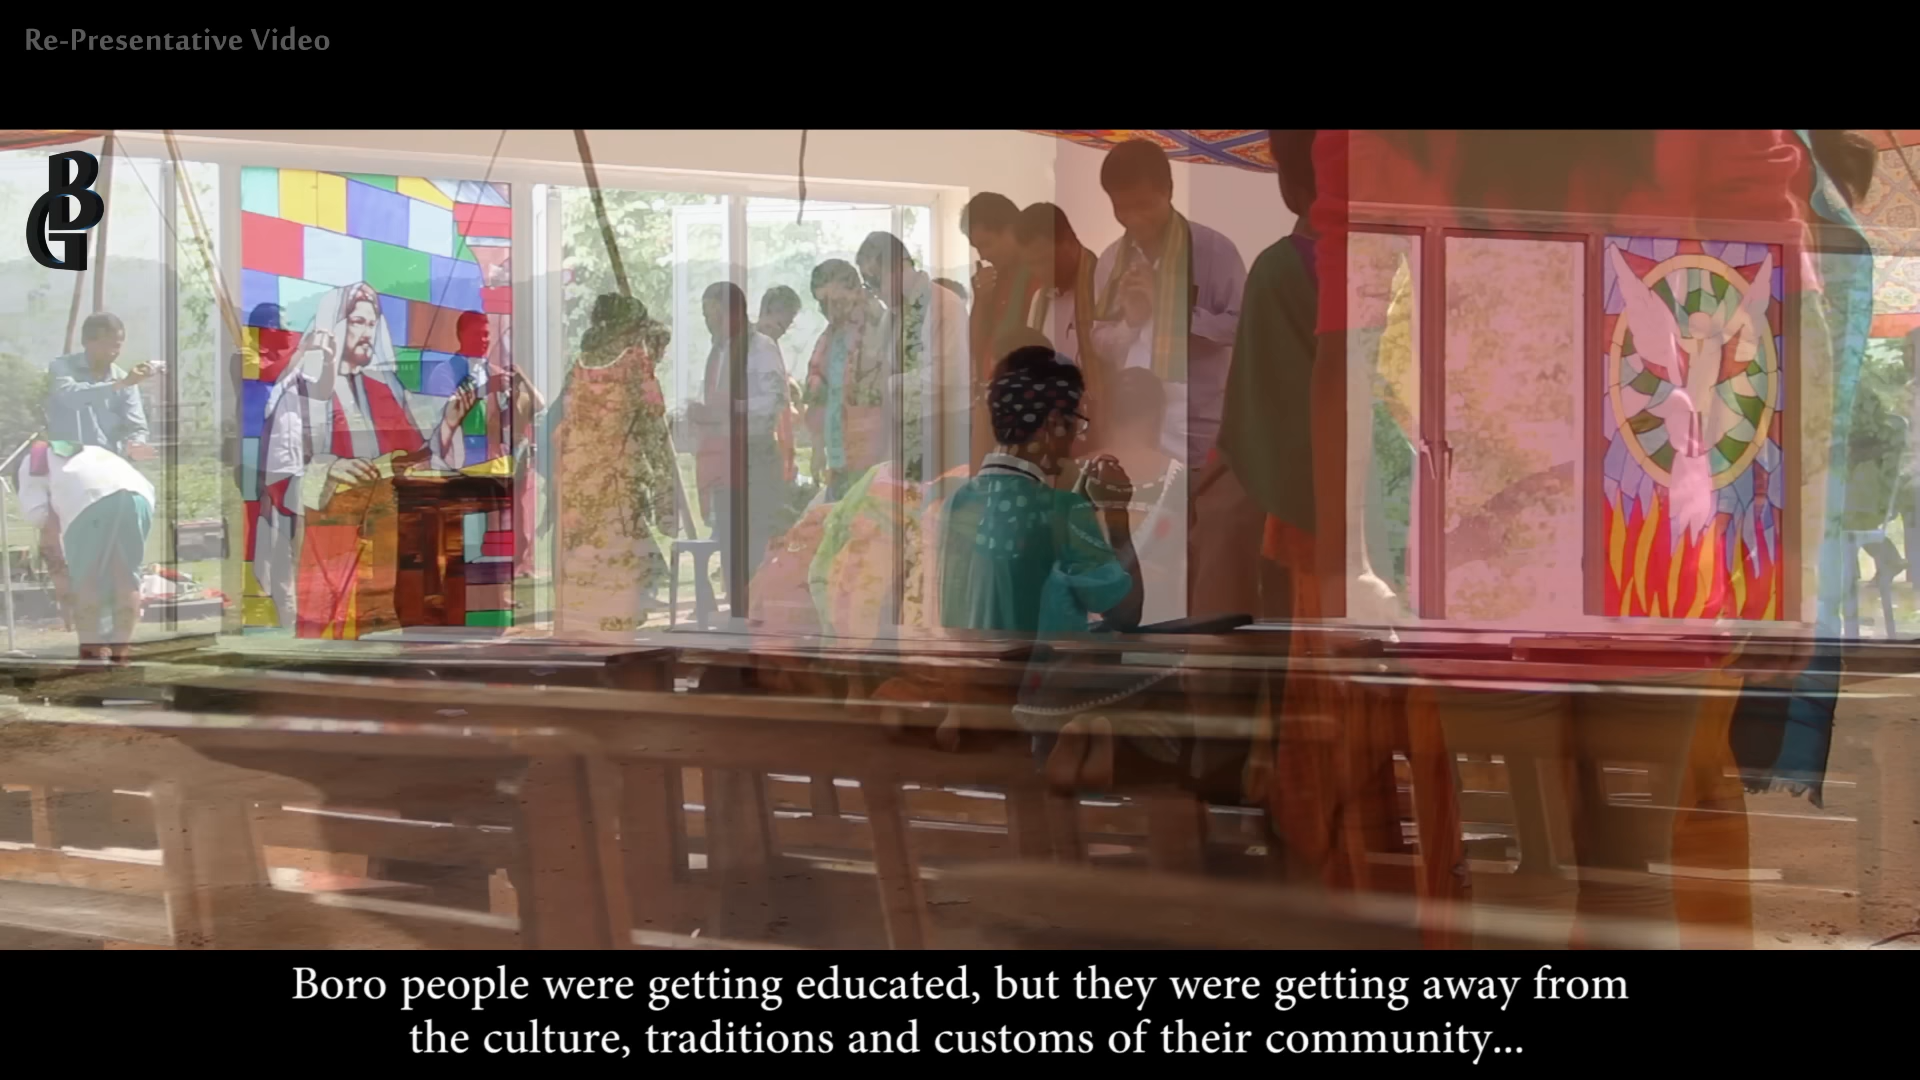 Re-Presentative Video
BG
Boro people were getting educated, but they were getting away from
the culture, traditions and customs of their community...